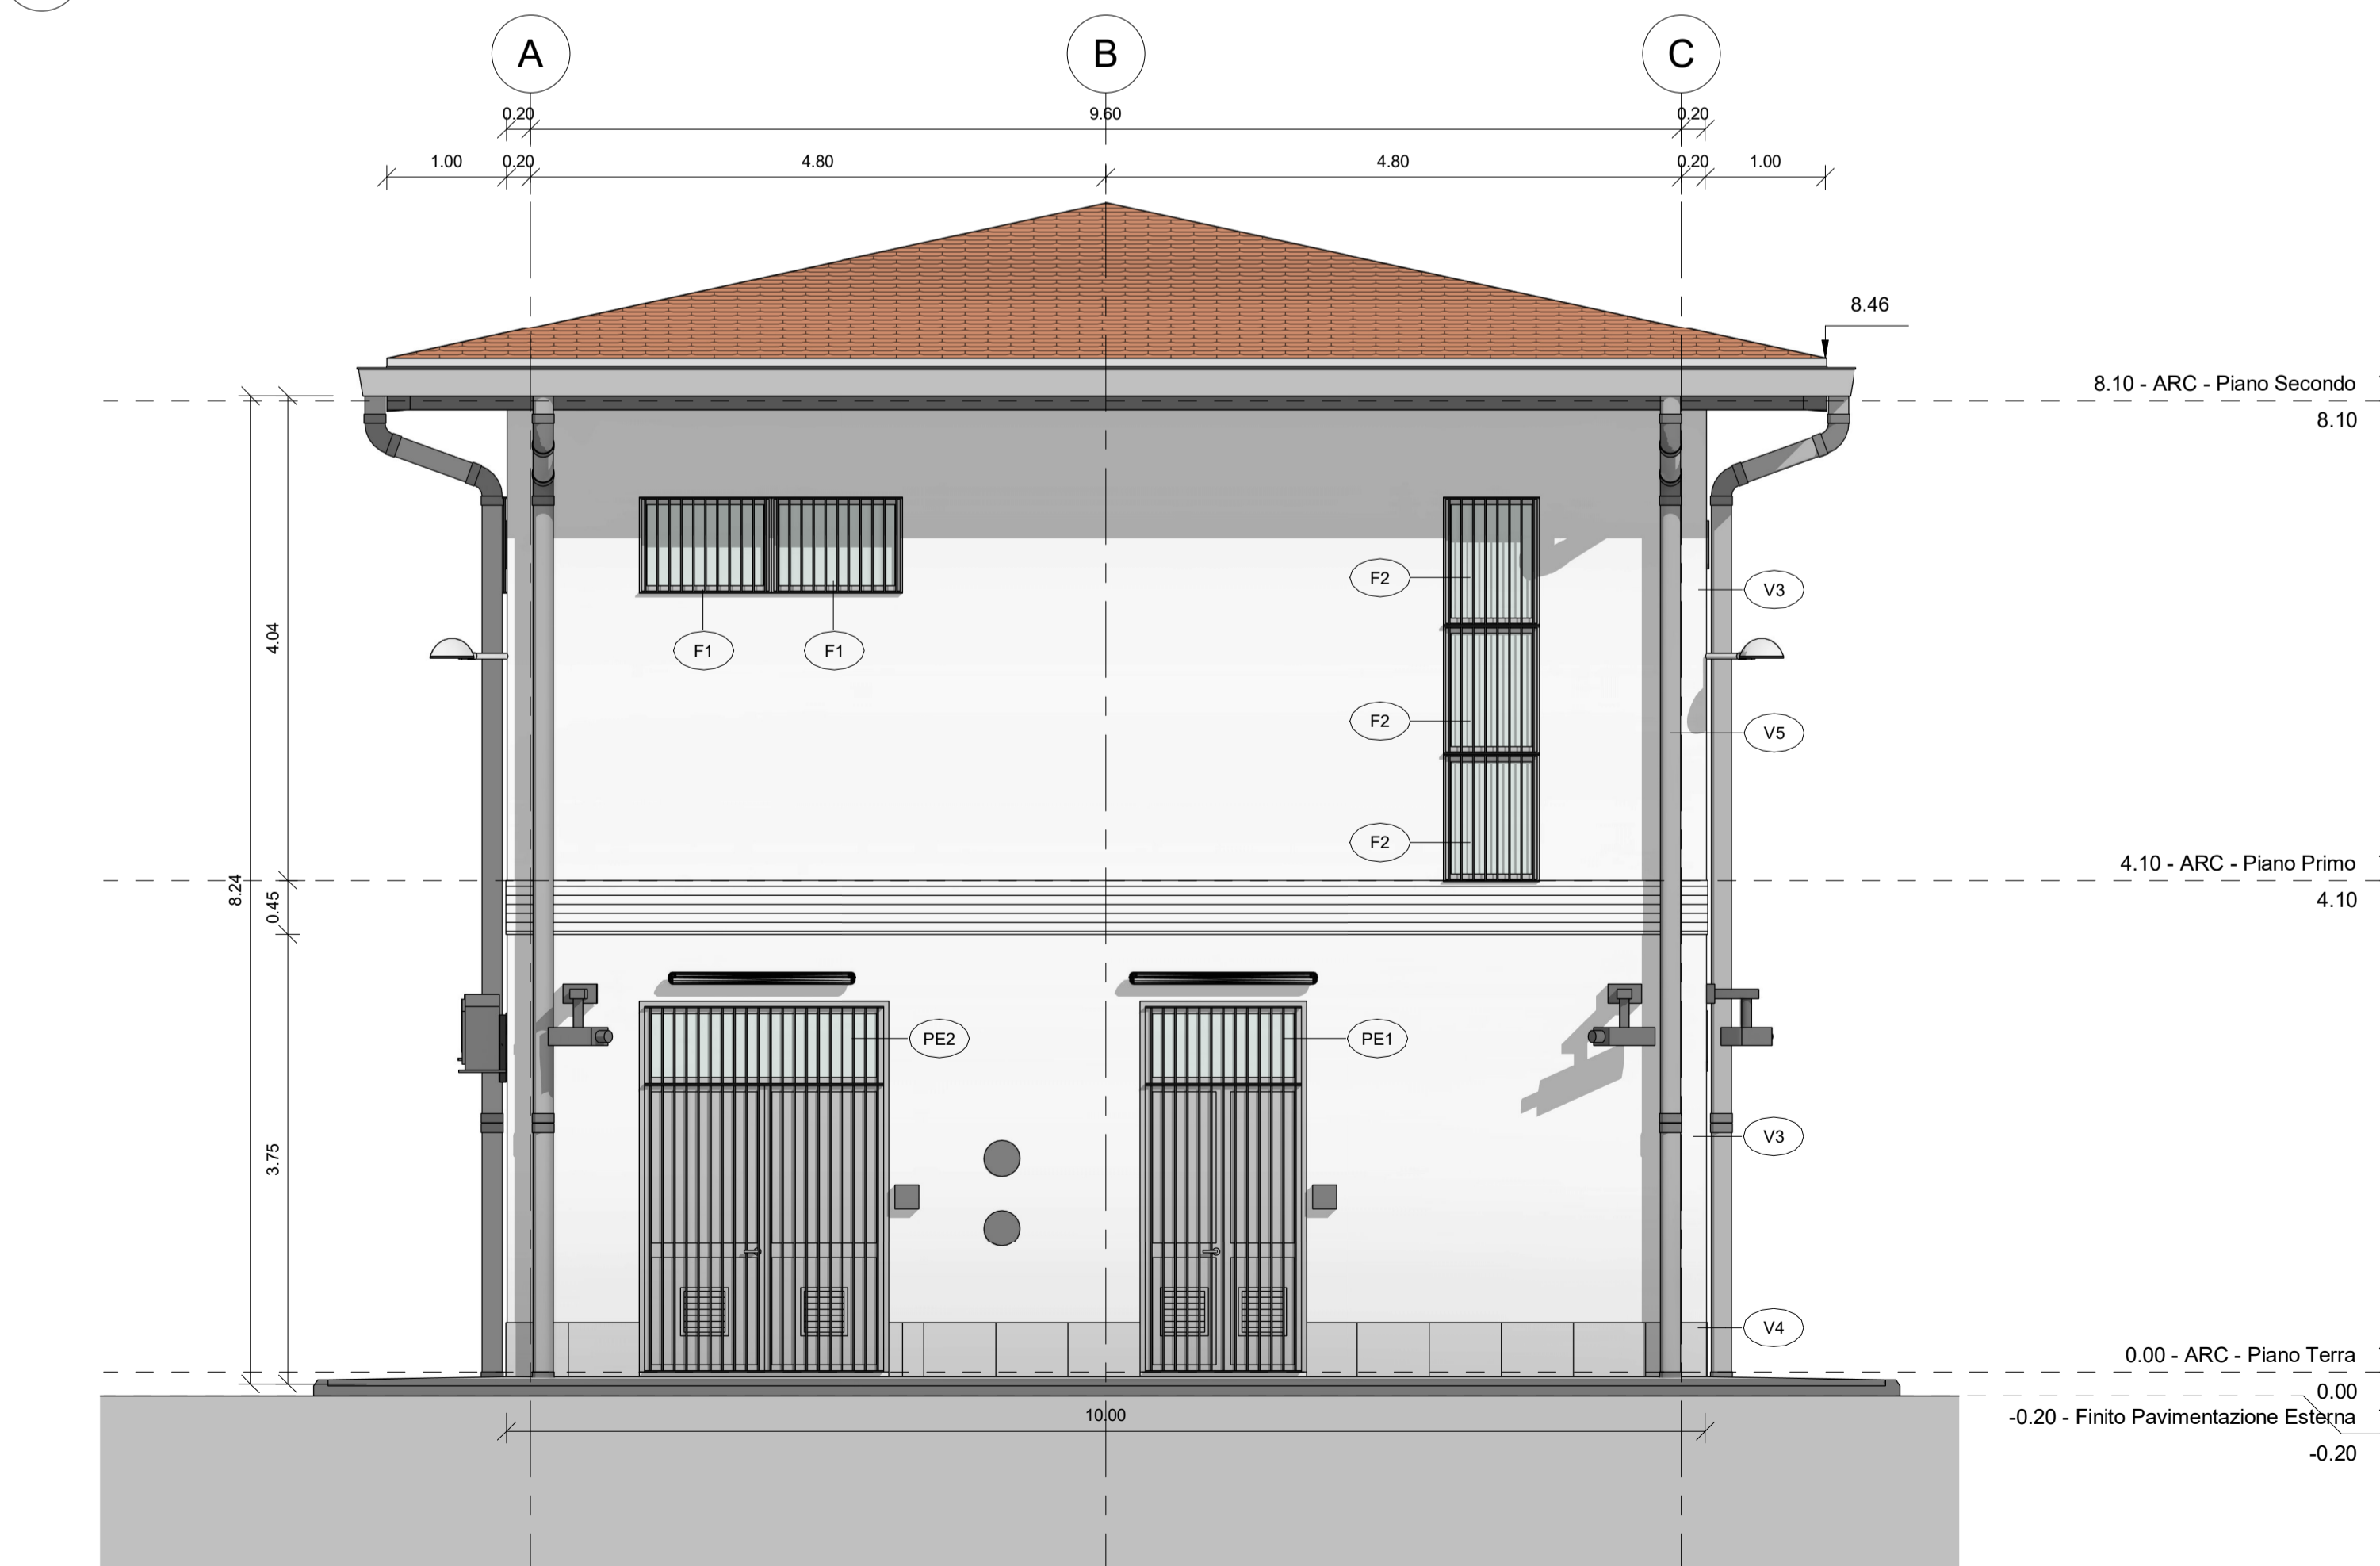 A
B
C
0.20
9.60
0.20
1.00
0.20
4.80
4.80
0.20
1.00
8.46
8.10 - ARC - Piano Secondo
8.10
F2
V3
4.04
F1
F1
F2
V5
F2
4.10 - ARC - Piano Primo
4.10
8.24
0.45
PE2
PE1
3.75
V3
V4
0.00 - ARC - Piano Terra
0.00
10.00
-0.20 - Finito Pavimentazione Esterna
-0.20